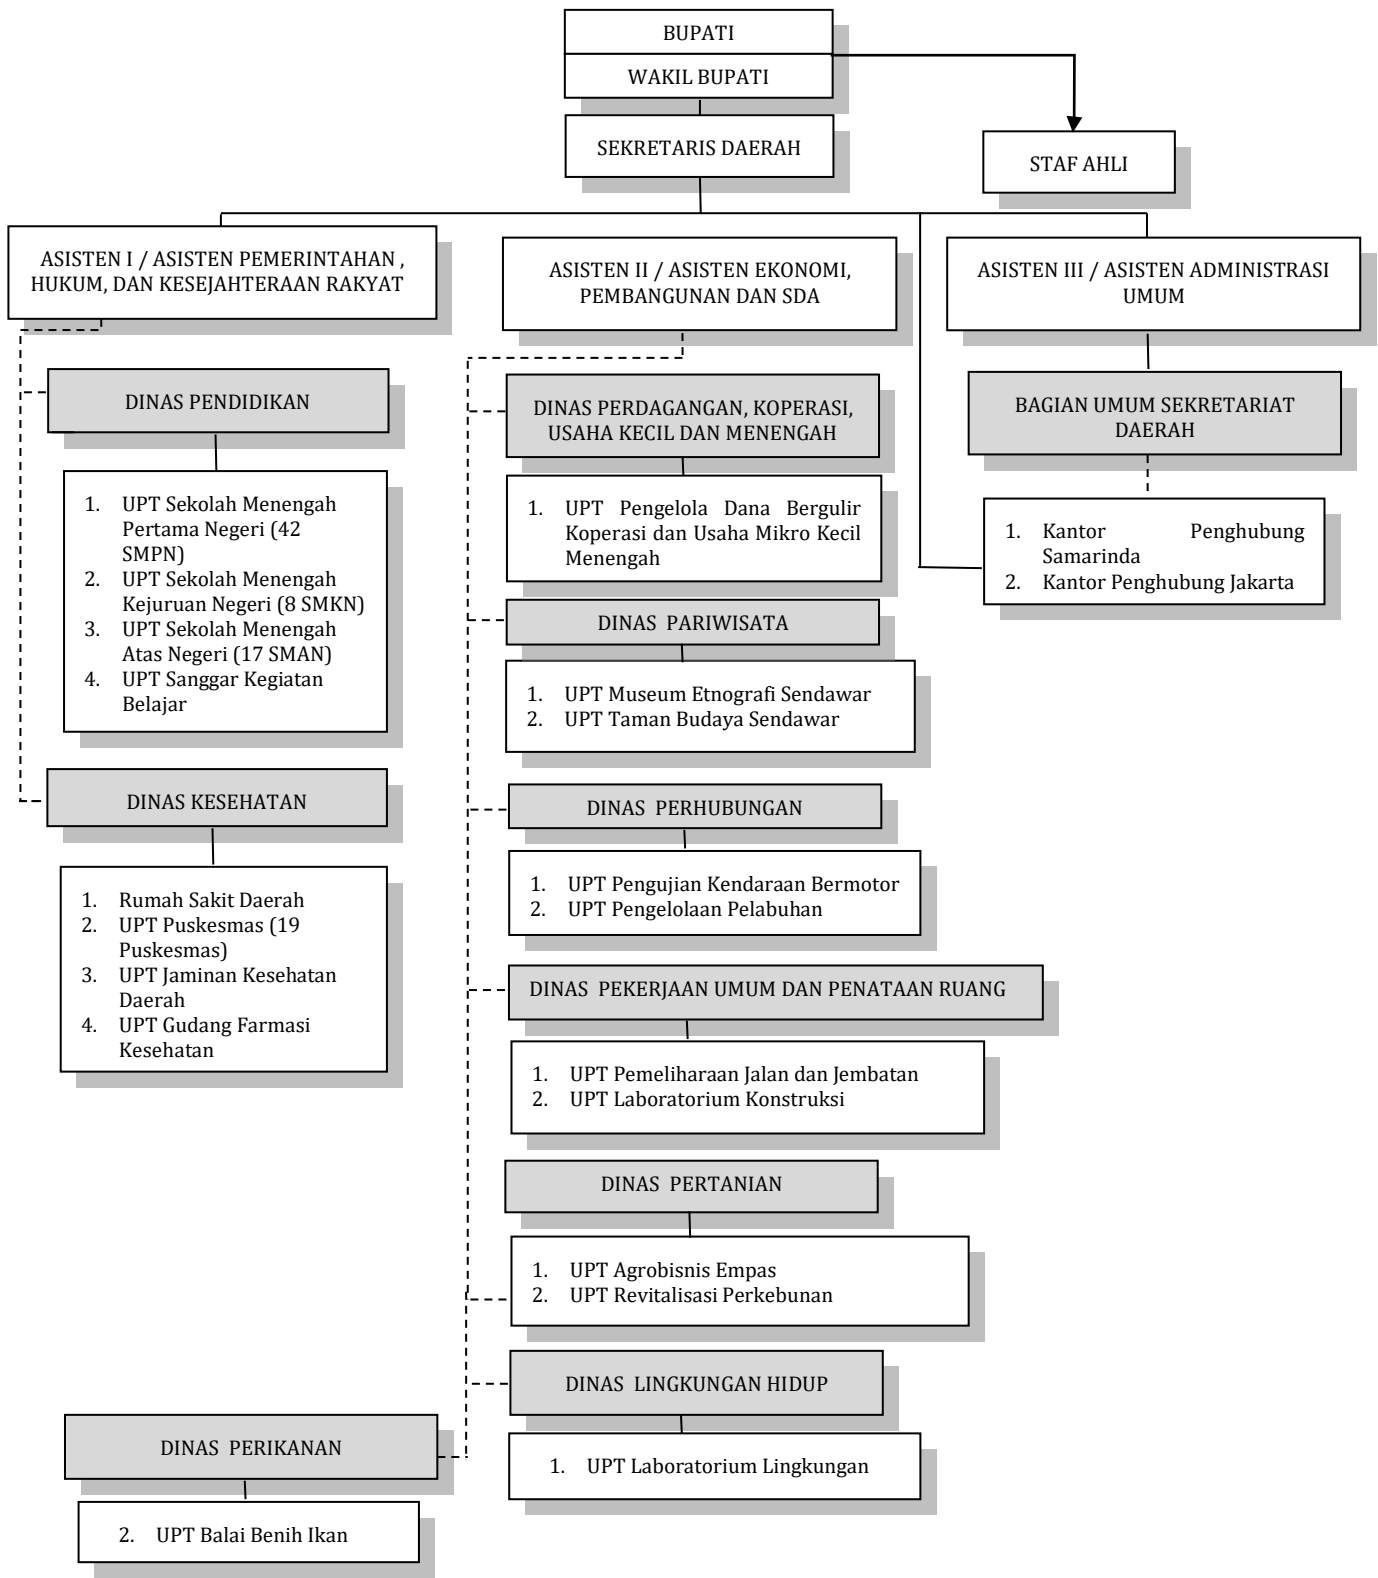 BUPATI
WAKIL BUPATI
SEKRETARIS DAERAH
STAF AHLI
ASISTEN I / ASISTEN PEMERINTAHAN ,
HUKUM, DAN KESEJAHTERAAN RAKYAT
DINAS PENDIDIKAN
1. UPT Sekolah Menengah
Pertama Negeri (42
SMPN)
2. UPT Sekolah Menengah
Kejuruan Negeri (8 SMKN)
3. UPT Sekolah Menengah
Atas Negeri (17 SMAN)
4. UPT Sanggar Kegiatan
Belajar
DINAS KESEHATAN
1. Rumah Sakit Daerah
2. UPT Puskesmas (19
Puskesmas)
3. UPT Jaminan Kesehatan
Daerah
4. UPT Gudang Farmasi
Kesehatan
ASISTEN II / ASISTEN EKONOMI,
PEMBANGUNAN DAN SDA
DINAS PERDAGANGAN, KOPERASI,
USAHA KECIL DAN MENENGAH
1. UPT Pengelola Dana Bergulir
Koperasi dan Usaha Mikro Kecil
Menengah
DINAS PARIWISATA
1. UPT Museum Etnografi Sendawar
2. UPT Taman Budaya Sendawar
DINAS PERHUBUNGAN
1. UPT Pengujian Kendaraan Bermotor
2. UPT Pengelolaan Pelabuhan
DINAS PEKERJAAN UMUM DAN PENATAAN RUANG
1. UPT Pemeliharaan Jalan dan Jembatan
2. UPT Laboratorium Konstruksi
DINAS PERTANIAN
1. UPT Agrobisnis Empas
2. UPT Revitalisasi Perkebunan
DINAS LINGKUNGAN HIDUP
1. UPT Laboratorium Lingkungan
DINAS PERIKANAN
2. UPT Balai Benih Ikan
ASISTEN III / ASISTEN ADMINISTRASI
UMUM
BAGIAN UMUM SEKRETARIAT
DAERAH
1. Kantor Penghubung
Samarinda
2. Kantor Penghubung Jakarta